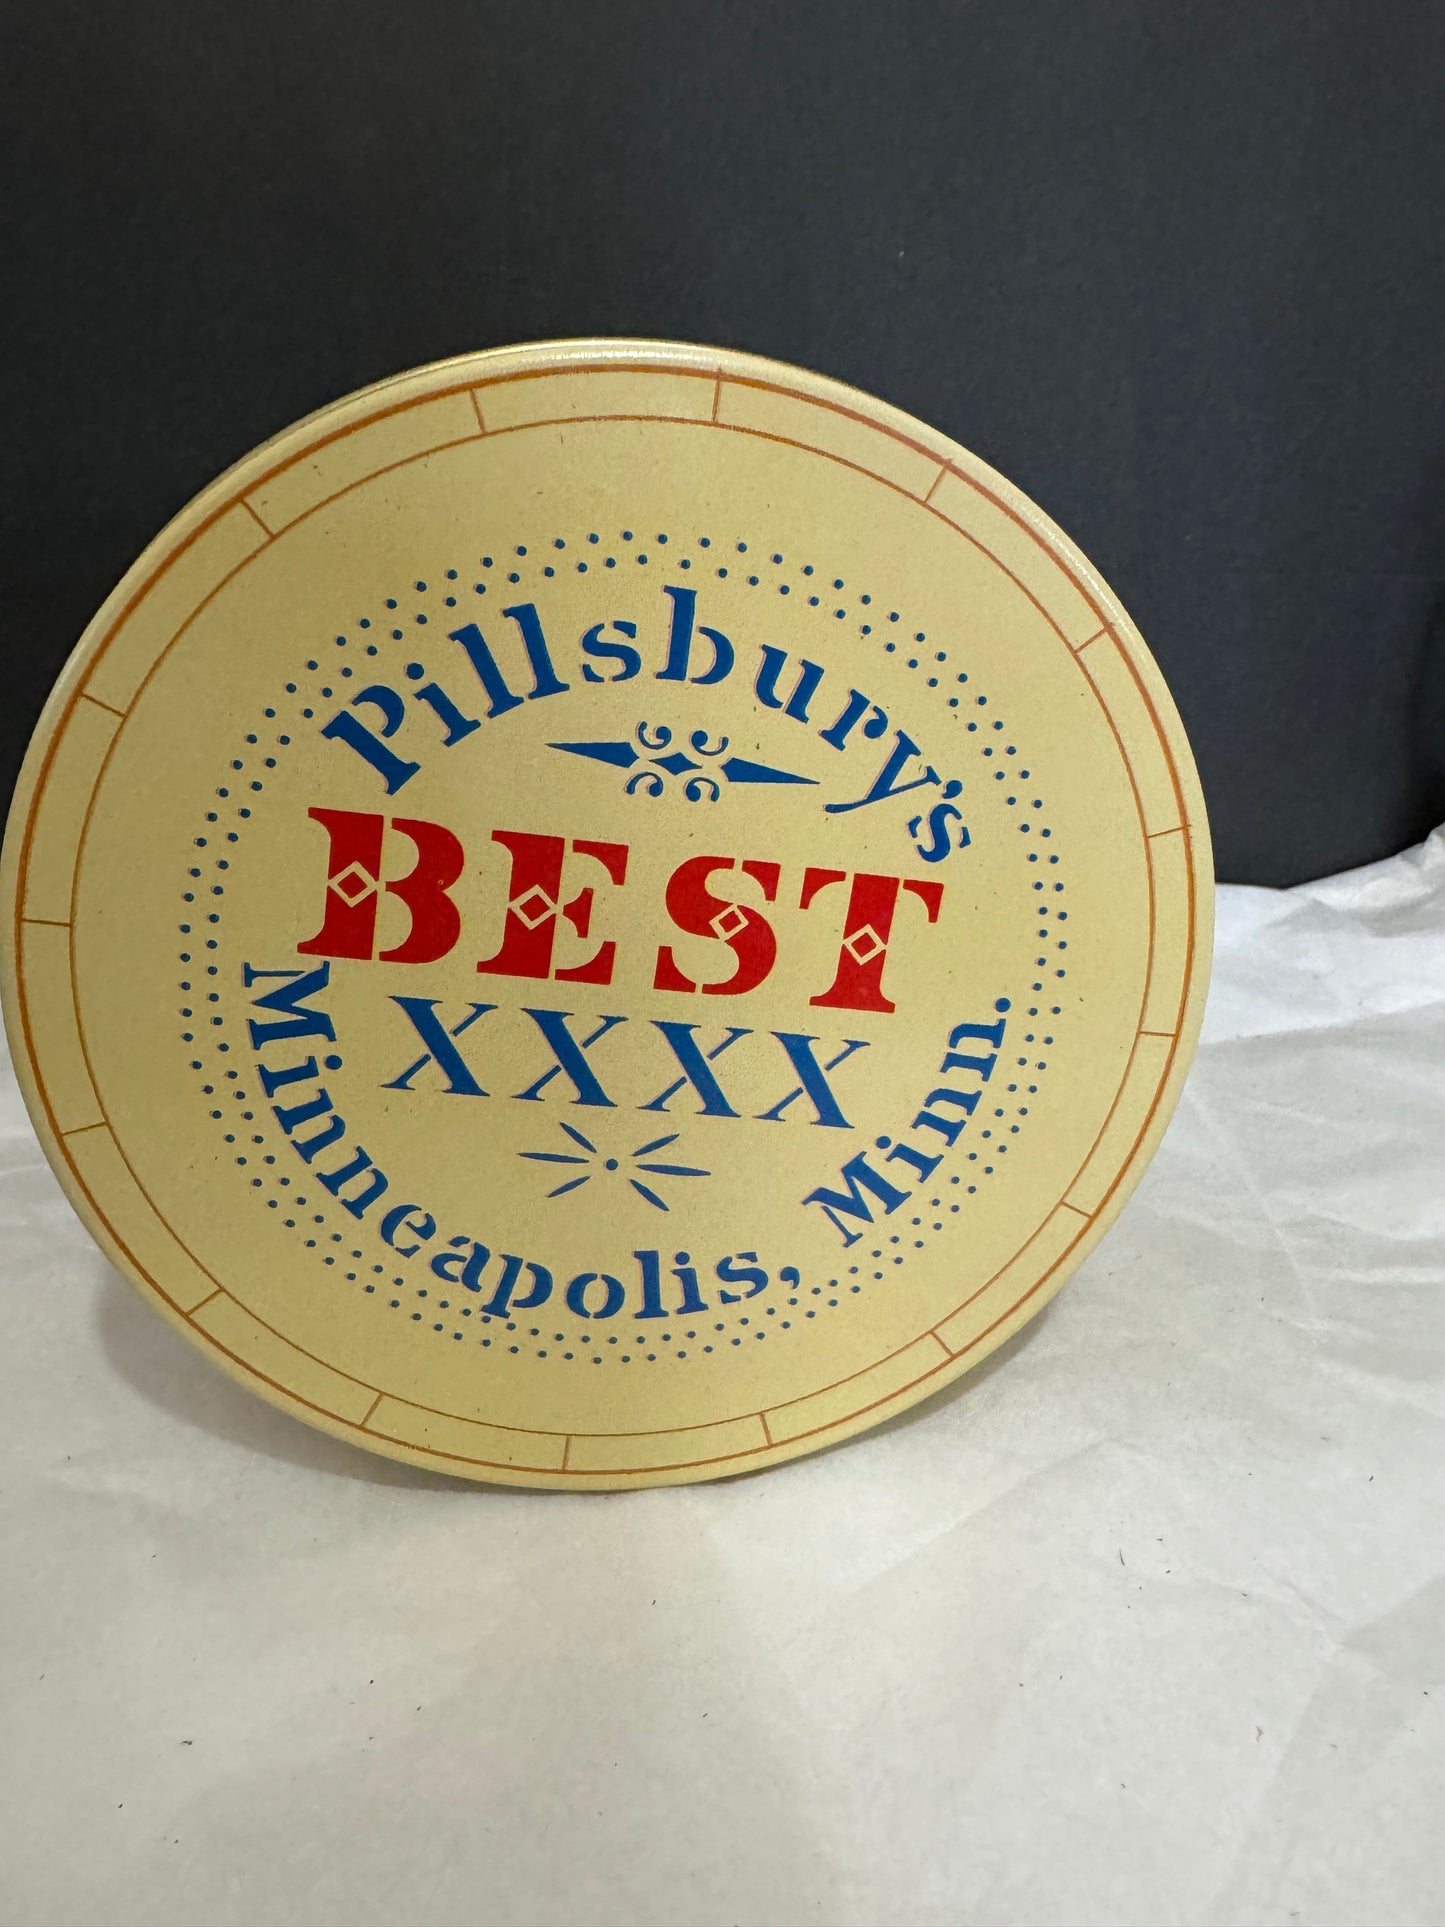 Pillsbury's
BEST
XXXX
Minneapolis, Minn.